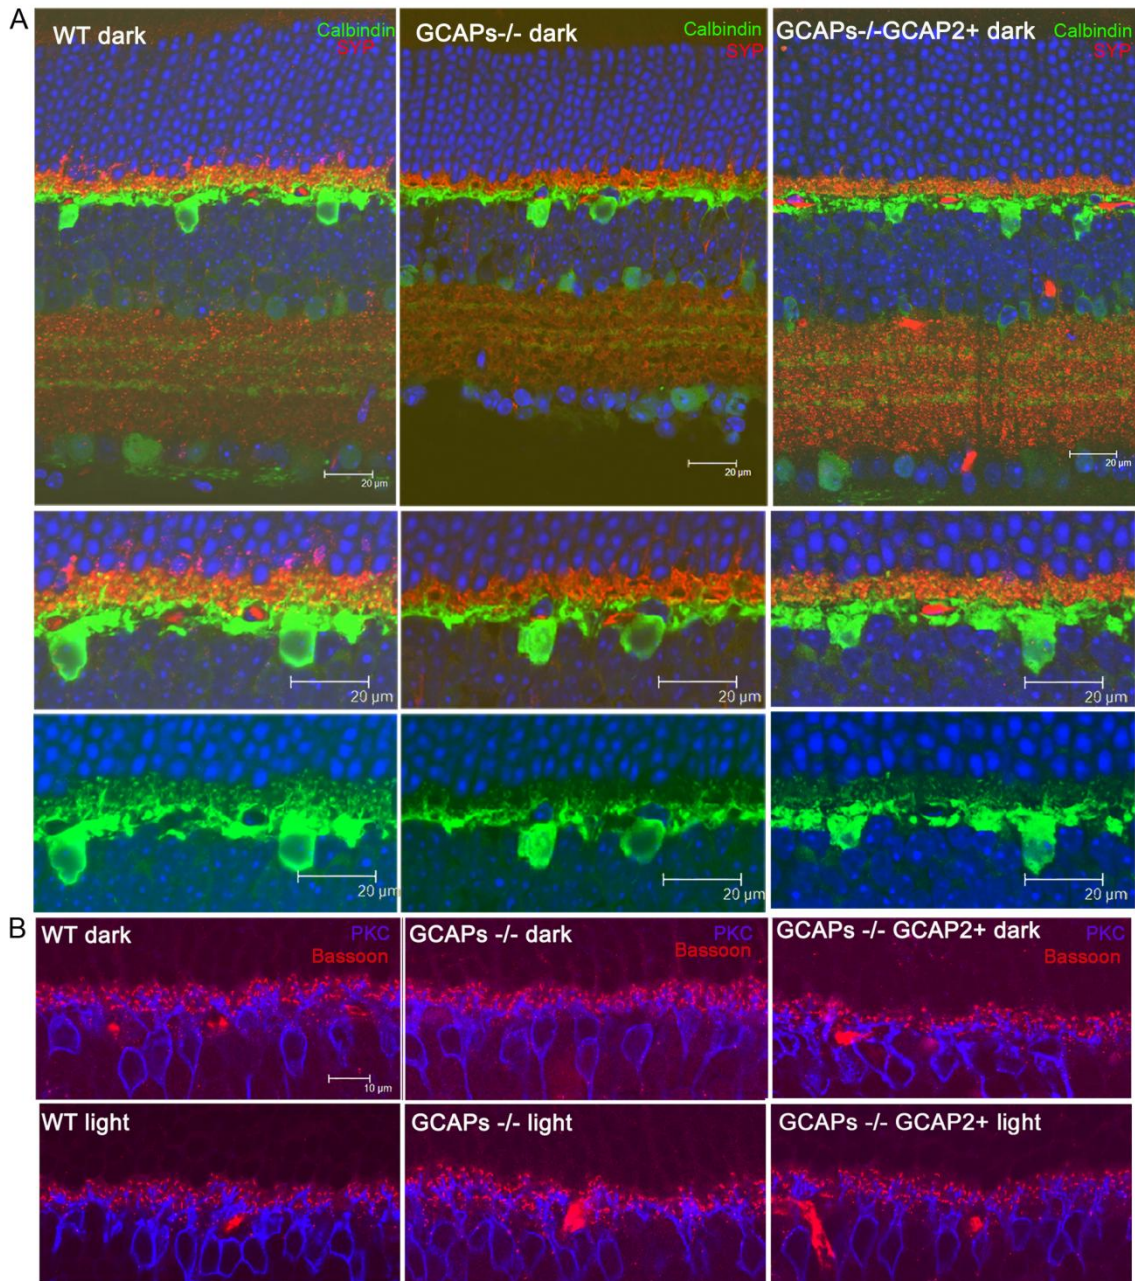 A
WT dark
Calbindin
SYP
GCAPs-/- dark
Calbindin
SYP
GCAPs-/-GCAP2+ dark
Calbindin
SYP
20 µm
20 µm
20 µm
20 µm
20 µm
20 µm
20 µm
20 µm
20 µm
B
WT dark
PKC
Bassoon
10 µm
GCAPs -/- dark
GCAPs -/- GCAP2+ dark
PKC
Bassoon
WT light
GCAPs -/- light
GCAPs -/- GCAP2+ light